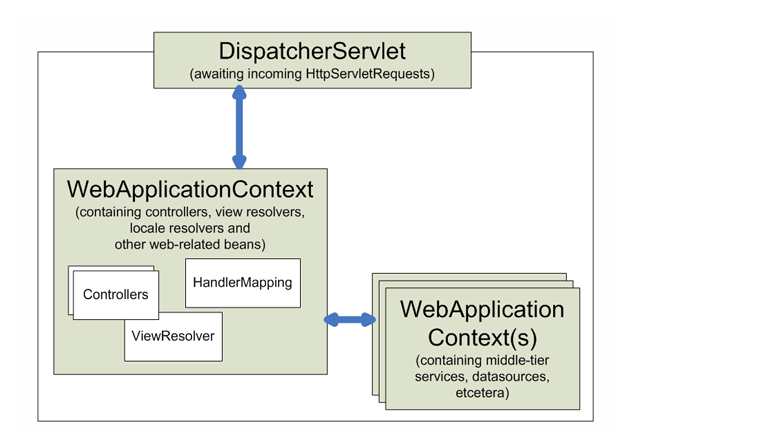 DispatcherServlet
(awaiting incoming HttpServletRequests)
WebApplicationContext
(containing controllers, view resolvers,
locale resolvers and
other web-related beans)
HandlerMapping
Controllers
ViewResolver
WebApplication
Context(s)
(containing middle-tier
services, datasources,
etcetera)